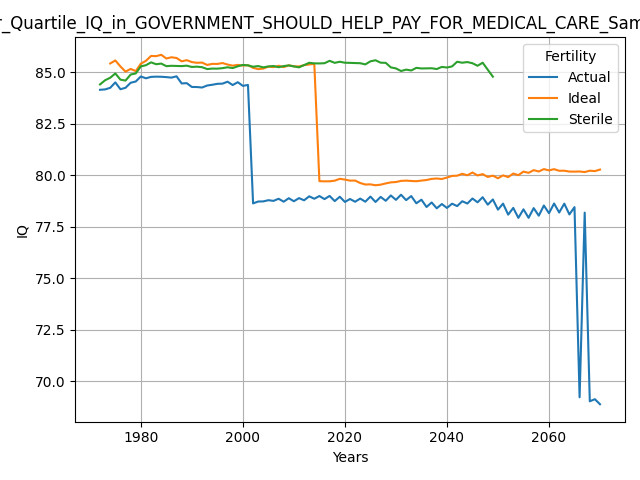 r_Quartile_IQ_in_GOVERNMENT_SHOULD_HELP_PAY_FOR_MEDICAL_CARE_Sam
Fertility
Actual
Ideal
Sterile
IQ
85.0
82.5
80.0
77.5
75.0
72.5
70.0
1980 2000 2020 2040 2060
Years